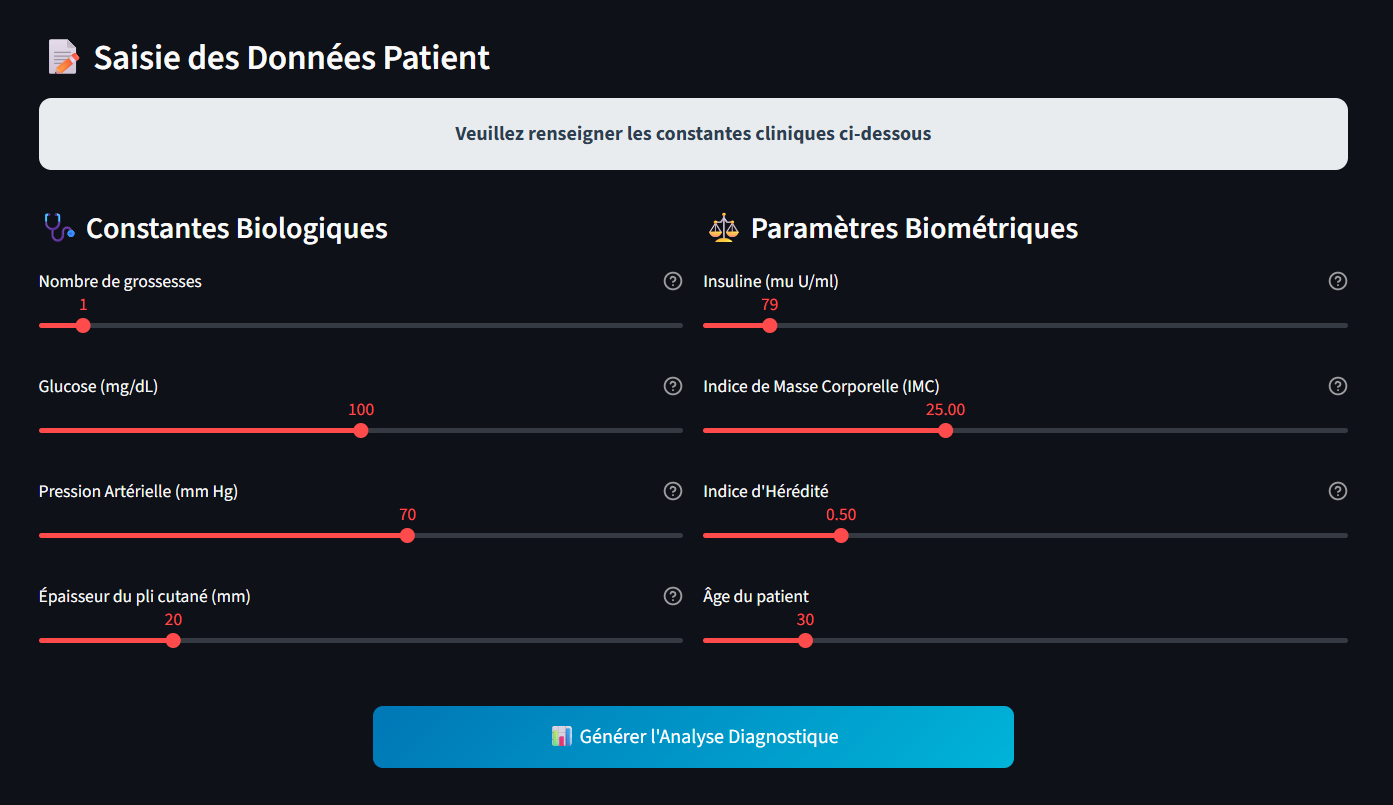 Saisie des Données Patient
Veuillez renseigner les constantes cliniques ci-dessous
Constantes Biologiques
Nombre de grossesses
1
Glucose (mg/dL)
100
Pression Artérielle (mm Hg)
70
Épaisseur du pli cutané (mm)
20
Paramètres Biométriques
Insuline (mu U/ml)
79
Indice de Masse Corporelle (IMC)
25.00
Indice d'Hérédité
0.50
Âge du patient
30
Générer l'Analyse Diagnostique